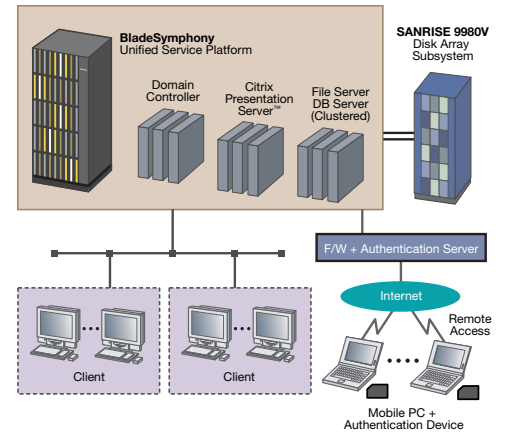 BladeSymphony
Unified Service Platform
SANRISE 9980V
Disk Array
Subsystem
Domain
Controller
Citrix
Presentation
Server™
File Server
DB Server
(Clustered)
F/W + Authentication Server
Internet
Remote
Access
Client
Client
Mobile PC +
Authentication Device